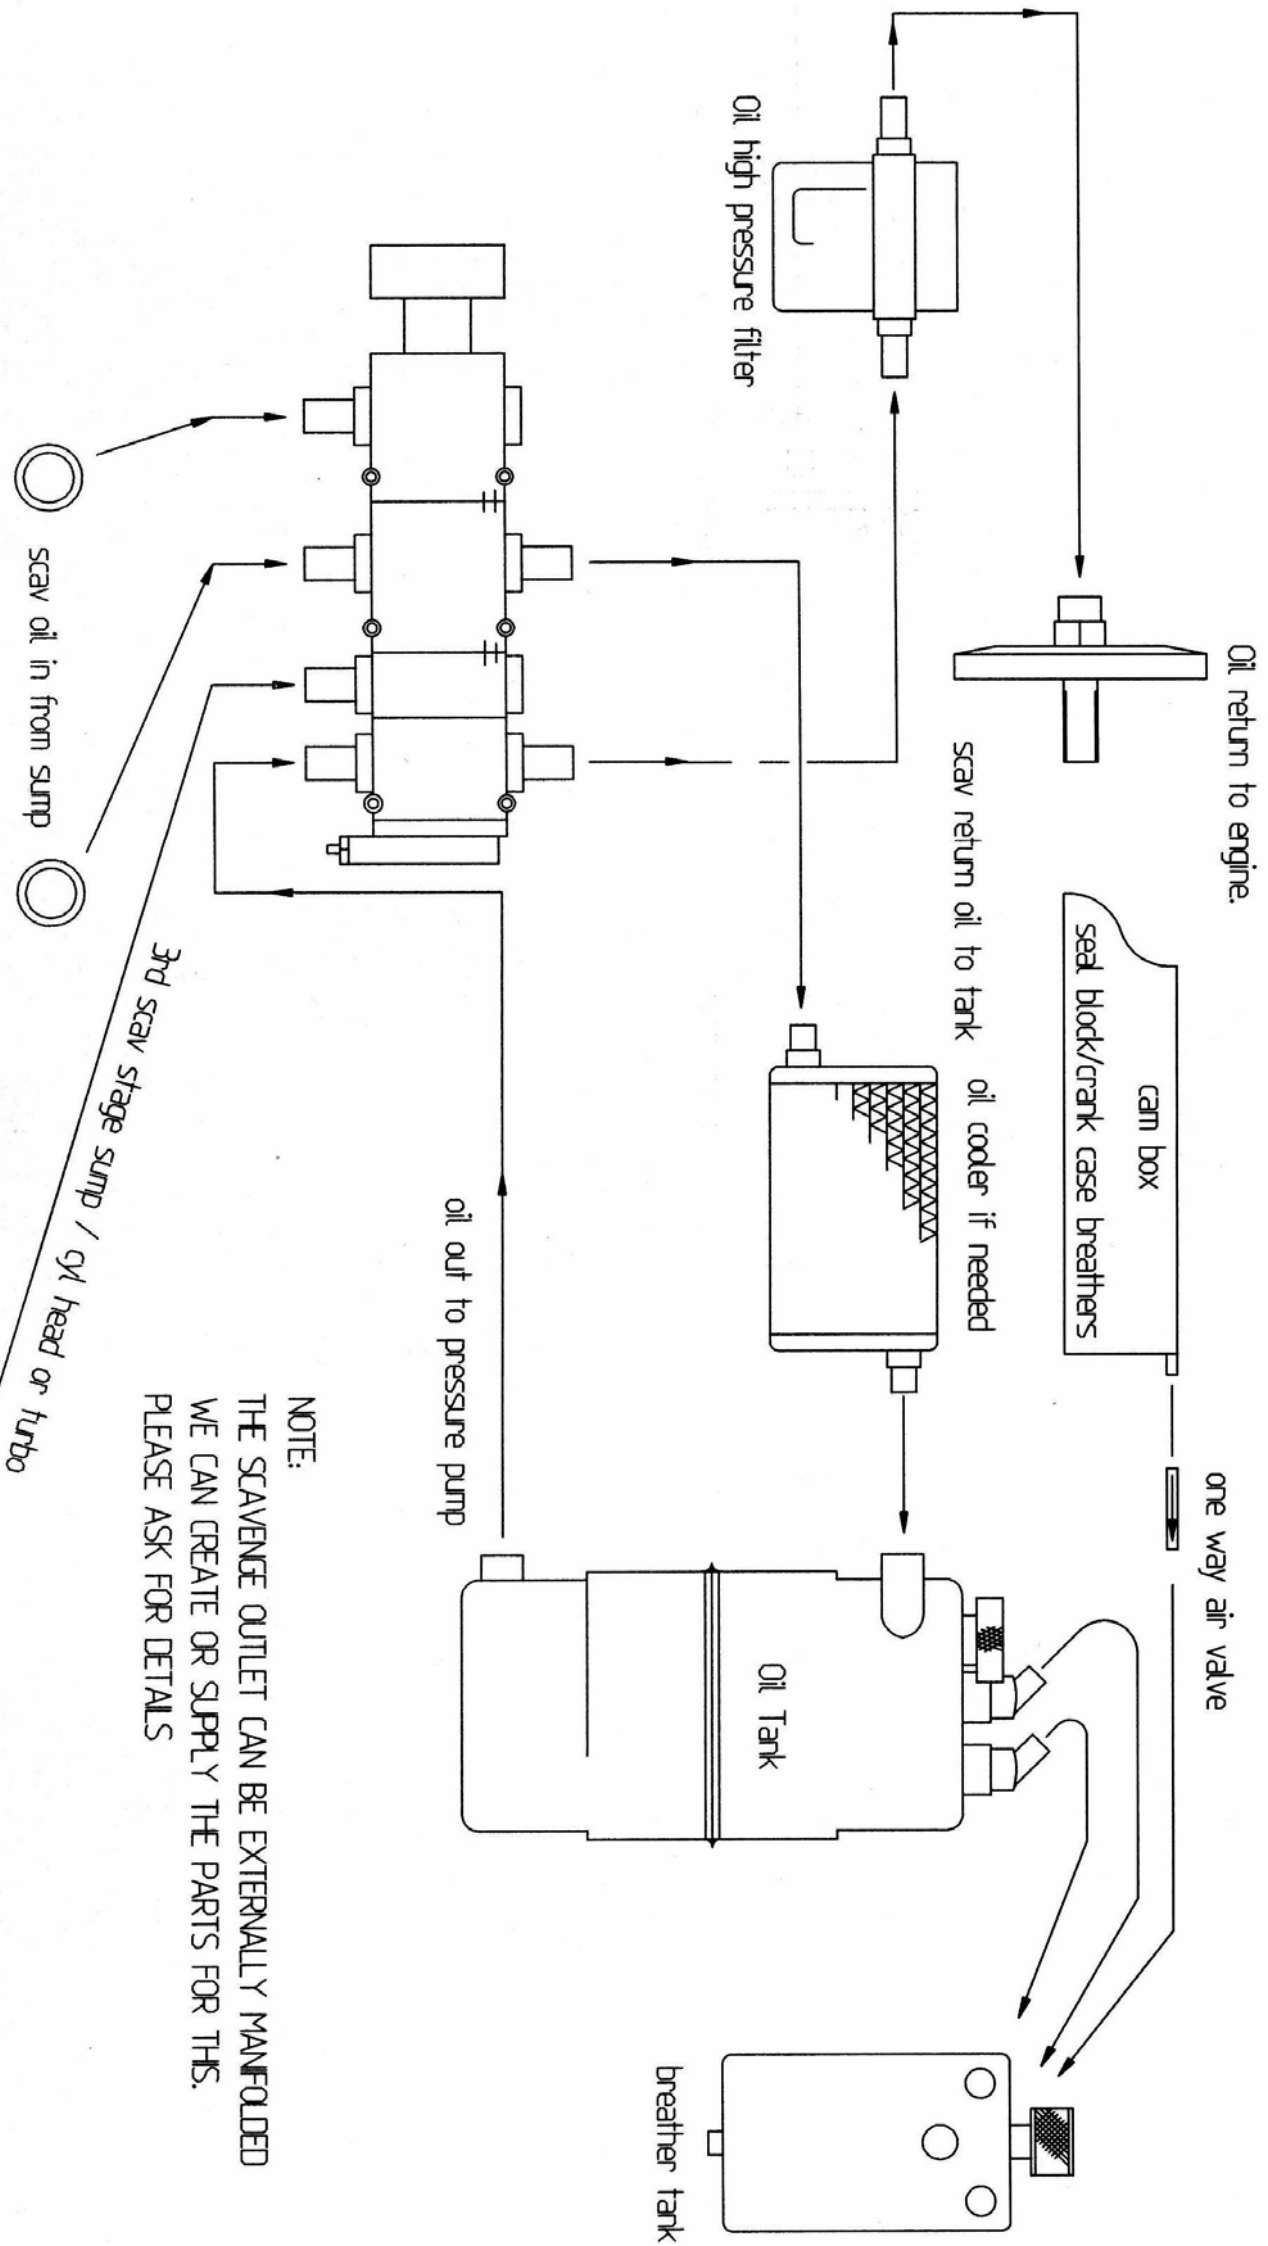 Oil return to engine.
cam box
seal block/crank case breathers
one way air valve
scav return oil to tank
oil cooler if needed
Oil high pressure filter
Oil Tank
breather tank
oil out to pressure pump
scav oil in from sump
3rd scav stage sump / cyl head or turbo
NOTE:
THE SCAVENGE OUTLET CAN BE EXTERNALLY MANIFOLDED
WE CAN CREATE OR SUPPLY THE PARTS FOR THIS.
PLEASE ASK FOR DETAILS